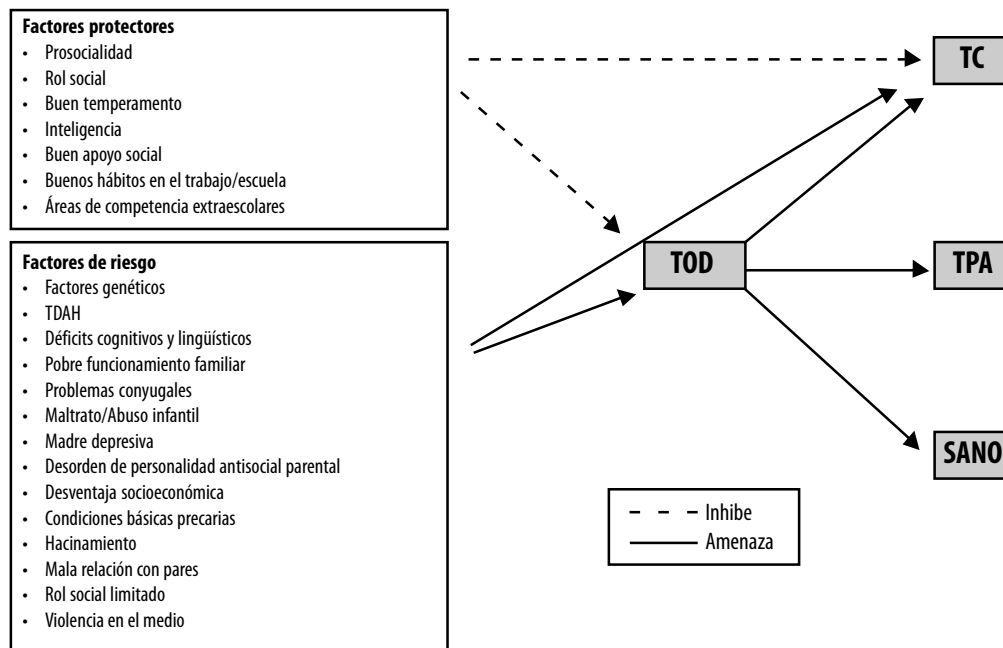 Factores protectores
• Prosocialidad
• Rol social
• Buen temperamento
• Inteligencia
• Buen apoyo social
• Buenos hábitos en el trabajo/escuela
• Áreas de competencia extraescolares
Factores de riesgo
• Factores genéticos
• TDAH
• Déficits cognitivos y lingüísticos
• Pobre funcionamiento familiar
• Problemas conyugales
• Maltrato/Abuso infantil
• Madre depresiva
• Desorden de personalidad antisocial parental
• Desventaja socioeconómica
• Condiciones básicas precarias
• Hacinamiento
• Mala relación con pares
• Rol social limitado
• Violencia en el medio
TC
TOD
TPA
SANO
Inhibe
Amenaza